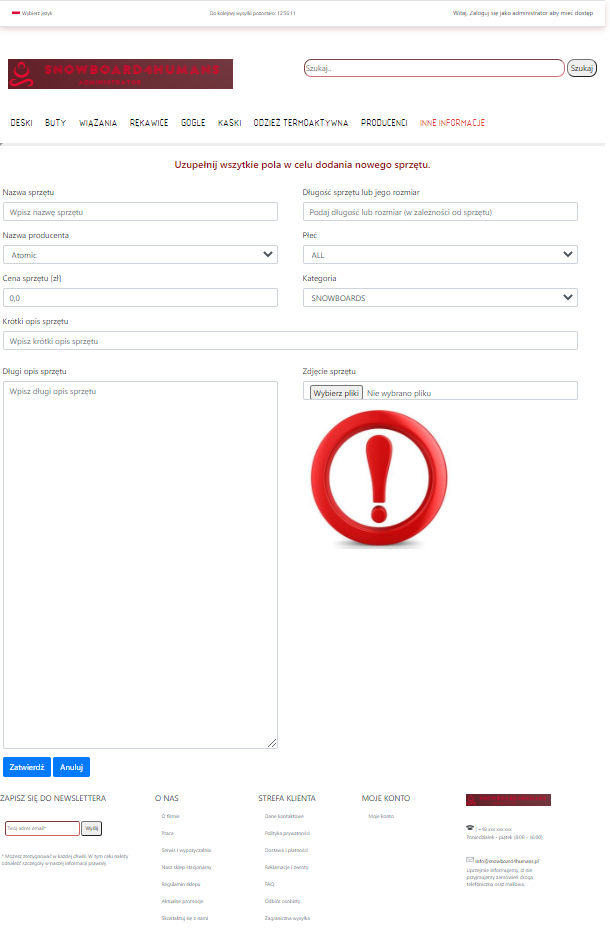 Wybierz język
Do kolejnej wysyłki pozostało: 12:56:11
Witaj, Zaloguj się jako administrator aby mieć dostęp
SNOWBOARD4HUMANS
Szukaj..
Szukaj
DESKI BUTY WIĄZANIA RĘKAWICE GOGLE KASKI ODZIEŻ TERMOAKTYWNA PRODUCENCI INNE INFORMACJE
Uzupełnij wszytkie pola w celu dodania nowego sprzętu.
Nazwa sprzętu
Wpisz nazwę sprzętu
Długość sprzętu lub jego rozmiar
Podaj długość lub rozmiar (w zależności od sprzętu)
Nazwa producenta
Atomic
Płeć
ALL
Cena sprzętu [zł]
0,0
Kategoria
SNOWBOARDS
Krótki opis sprzętu
Wpisz krótki opis sprzętu
Długi opis sprzętu
Wpisz długi opis sprzętu
Zdjęcie sprzętu
Wybierz pliki Nie wybrano pliku
Zatwierdź Anuluj
ZAPISZ SIĘ DO NEWSLETTERA
Twój adres email* Wyślij
* Możesz zrezygnować w każdej chwili. W tym celu należy
odnaleźć szczegóły w naszej informacji prawnej.
O NAS
O firmie
Praca
Serwis i wypożyczalnia
Nasz sklep stacjonarny
Regulamin sklepu
Aktualne promocje
Skontaktuj się z nami
STREFA KLIENTA
Dane kontaktowe
Polityka prywatności
Dostawa i płatności
Reklamacje i zwroty
FAQ
Odbiór osobisty
Zagraniczna wysyłka
MOJE KONTO
Moje konto
SNOWBOARD4HUMANS
| +48 xxx xxx xxx
Poniedziałek - piątek (8:00 - 16:00)
info@snowboard4humans.pl
Uprzejmie informujemy, iż nie
przyjmujemy zamówień drogą
telefoniczną oraz mailową.